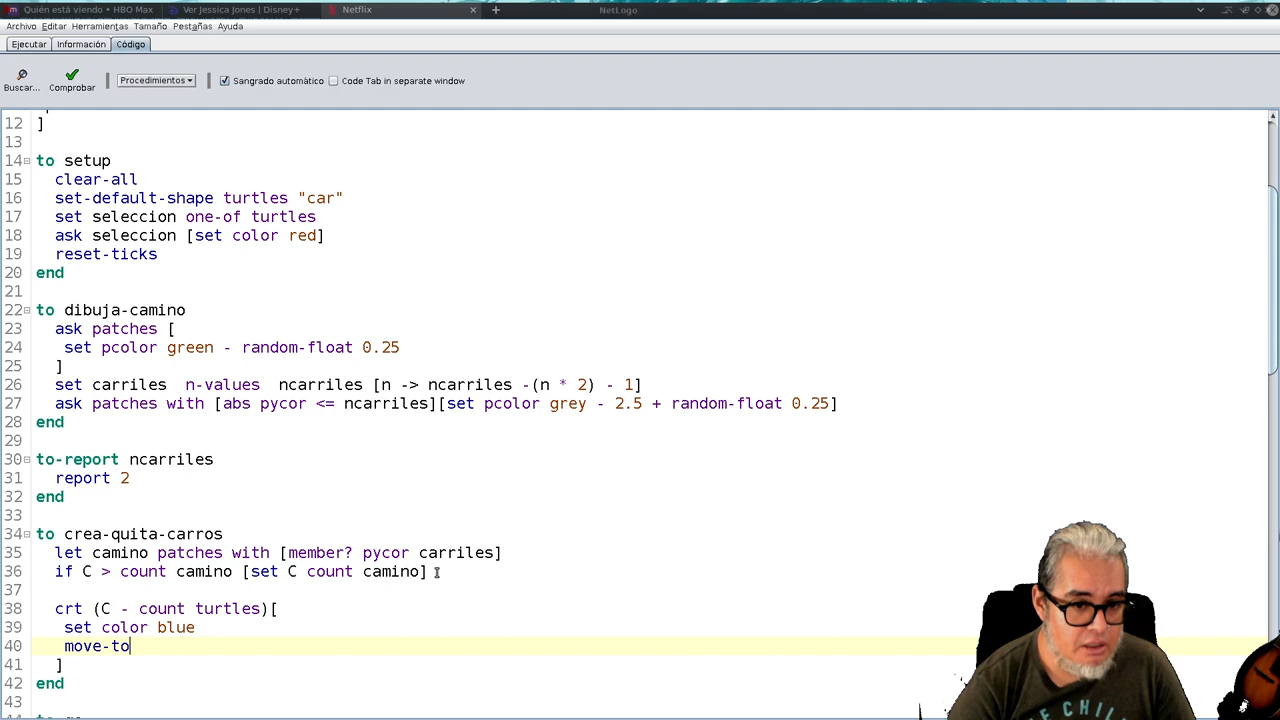 Quién está viendo • HBO Max
Ver Jessica Jones | Disney+
Netflix
NetLogo
Archivo Editar Herramientas Tamaño Pestañas Ayuda
Ejecutar Información Código
Buscar... Comprobar Procedimientos Sangrado automático Code Tab in separate window
12 ]
13
14 to setup
15 clear-all
16 set-default-shape turtles "car"
17 set seleccion one-of turtles
18 ask seleccion [set color red]
19 reset-ticks
20 end
21
22 to dibuja-camino
23 ask patches [
24 set pcolor green - random-float 0.25
25 ]
26 set carriles n-values ncarriles [n -> ncarriles -(n * 2) - 1]
27 ask patches with [abs pycor <= ncarriles][set pcolor grey - 2.5 + random-float 0.25]
28 end
29
30 to-report ncarriles
31 report 2
32 end
33
34 to crea-quita-carros
35 let camino patches with [member? pycor carriles]
36 if C > count camino [set C count camino]
37
38 crt (C - count turtles)[
39 set color blue
40 move-to
41 ]
42 end
43